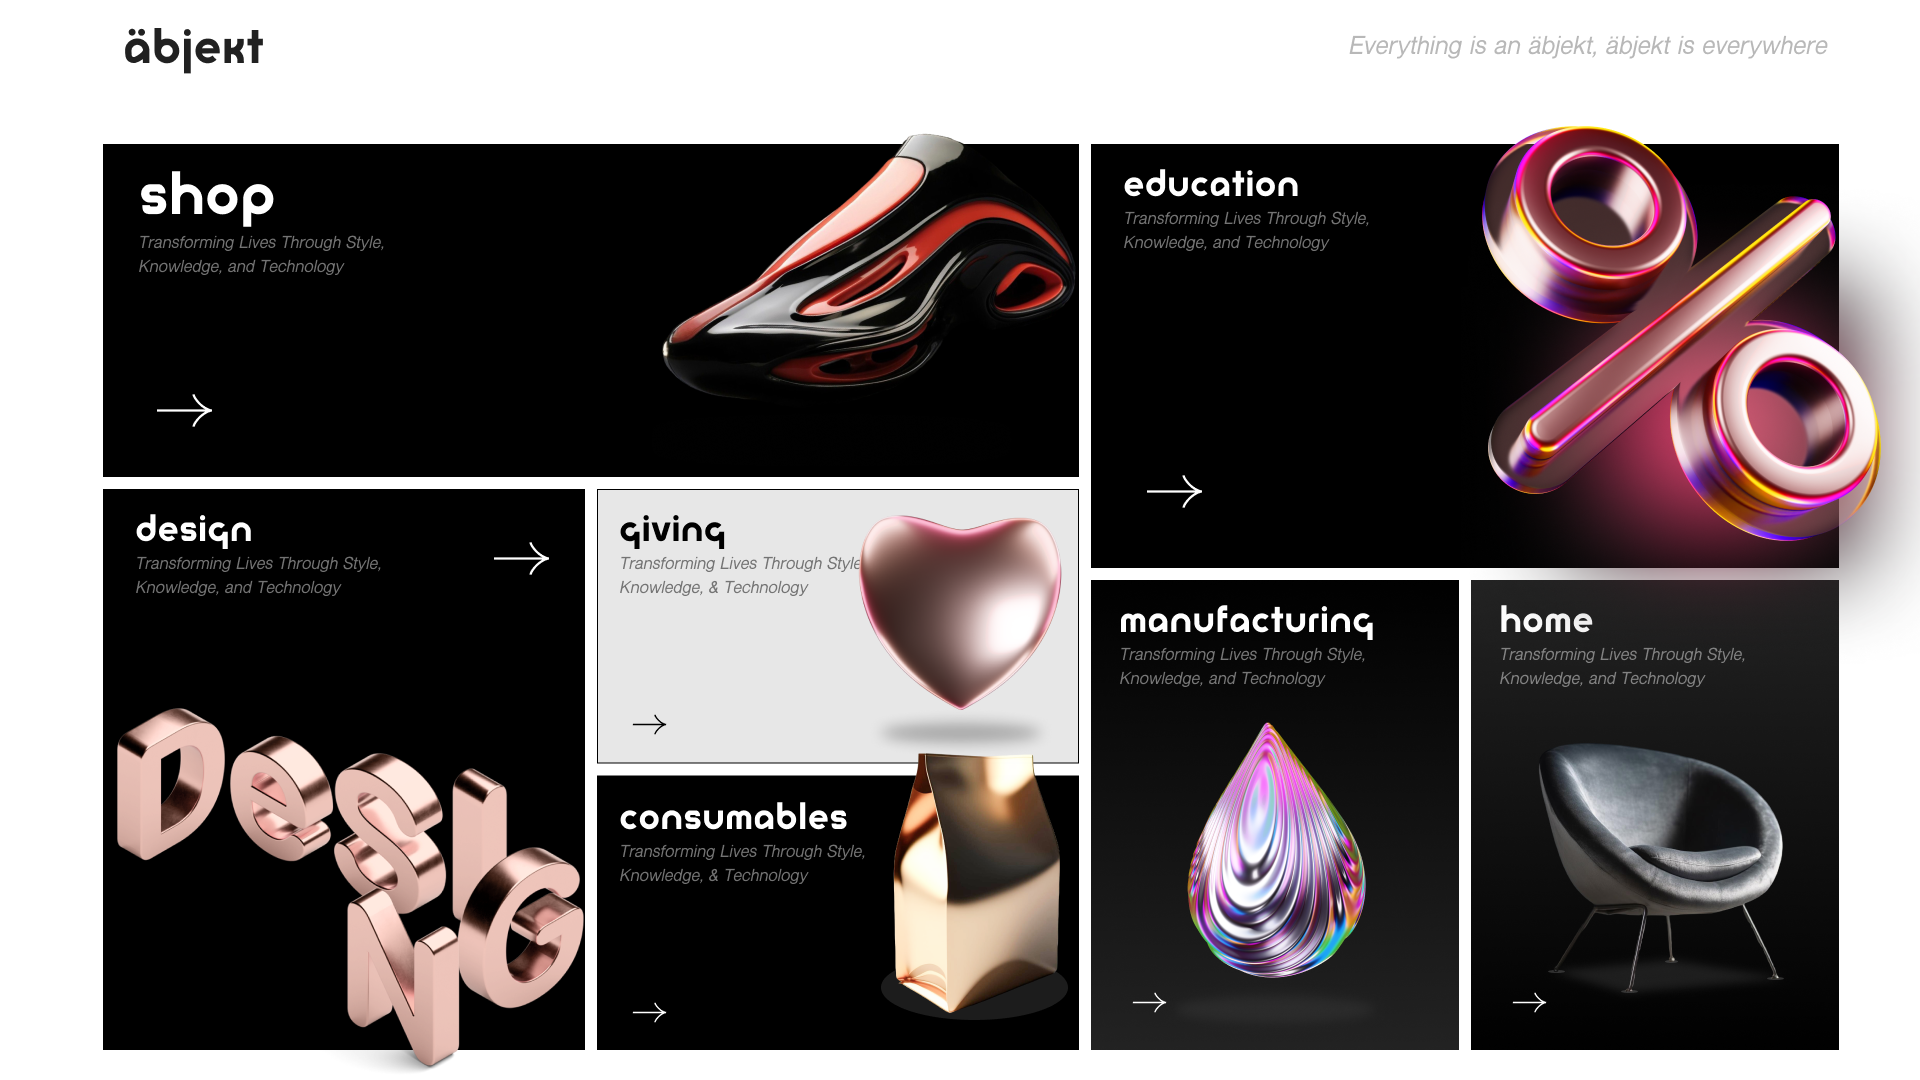 äbjekt
Everything is an äbjekt, äbjekt is everywhere
shop
Transforming Lives Through Style,
Knowledge, and Technology
education
Transforming Lives Through Style,
Knowledge, and Technology
design
Transforming Lives Through Style,
Knowledge, and Technology
DeSIGN
giving
Transforming Lives Through Style
Knowledge, & Technology
consumables
Transforming Lives Through Style,
Knowledge, & Technology
manufacturing
Transforming Lives Through Style,
Knowledge, and Technology
home
Transforming Lives Through Style,
Knowledge, and Technology
%